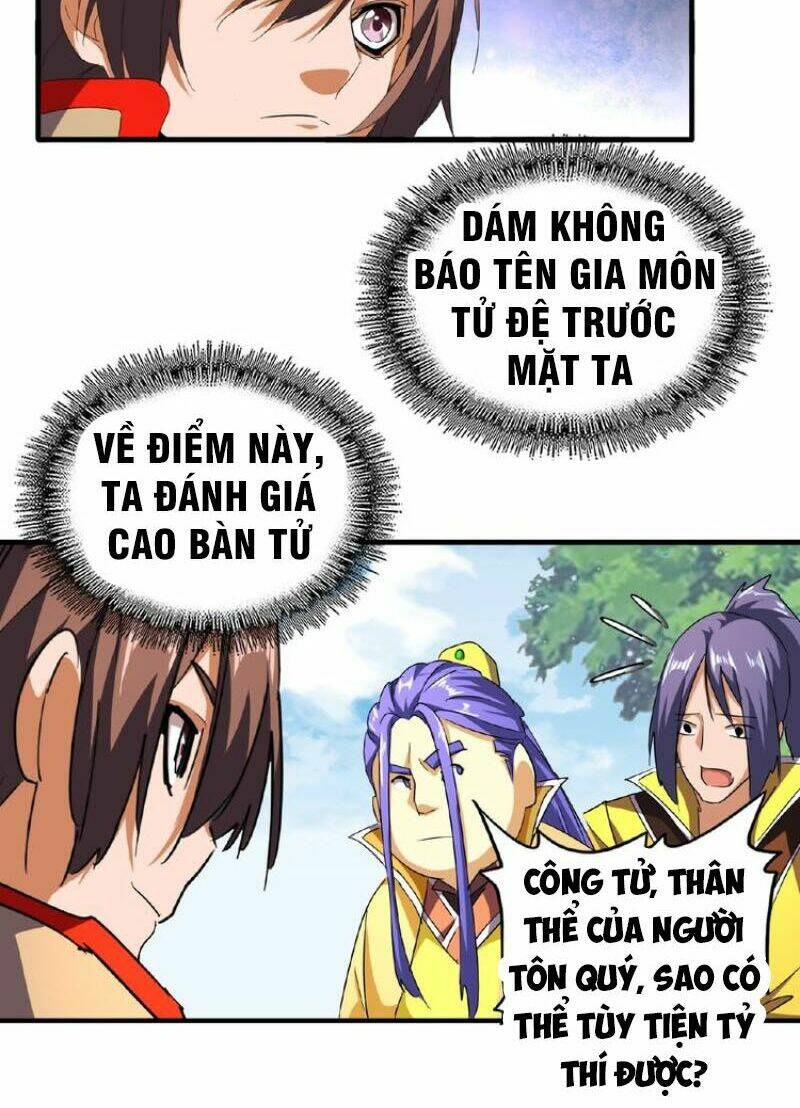 DÁM KHÔNG
BÁO TÊN GIA MÔN
TỬ ĐỆ TRƯỚC
MẶT TA
VỀ ĐIỂM NÀY,
TA ĐÁNH GIÁ
CAO BÀN TỬ
CÔNG TỬ, THÂN
THỂ CỦA NGƯỜI
TÔN QUÝ, SAO CÓ
THỂ TÙY TIỆN TỶ
THÍ ĐƯỢC?